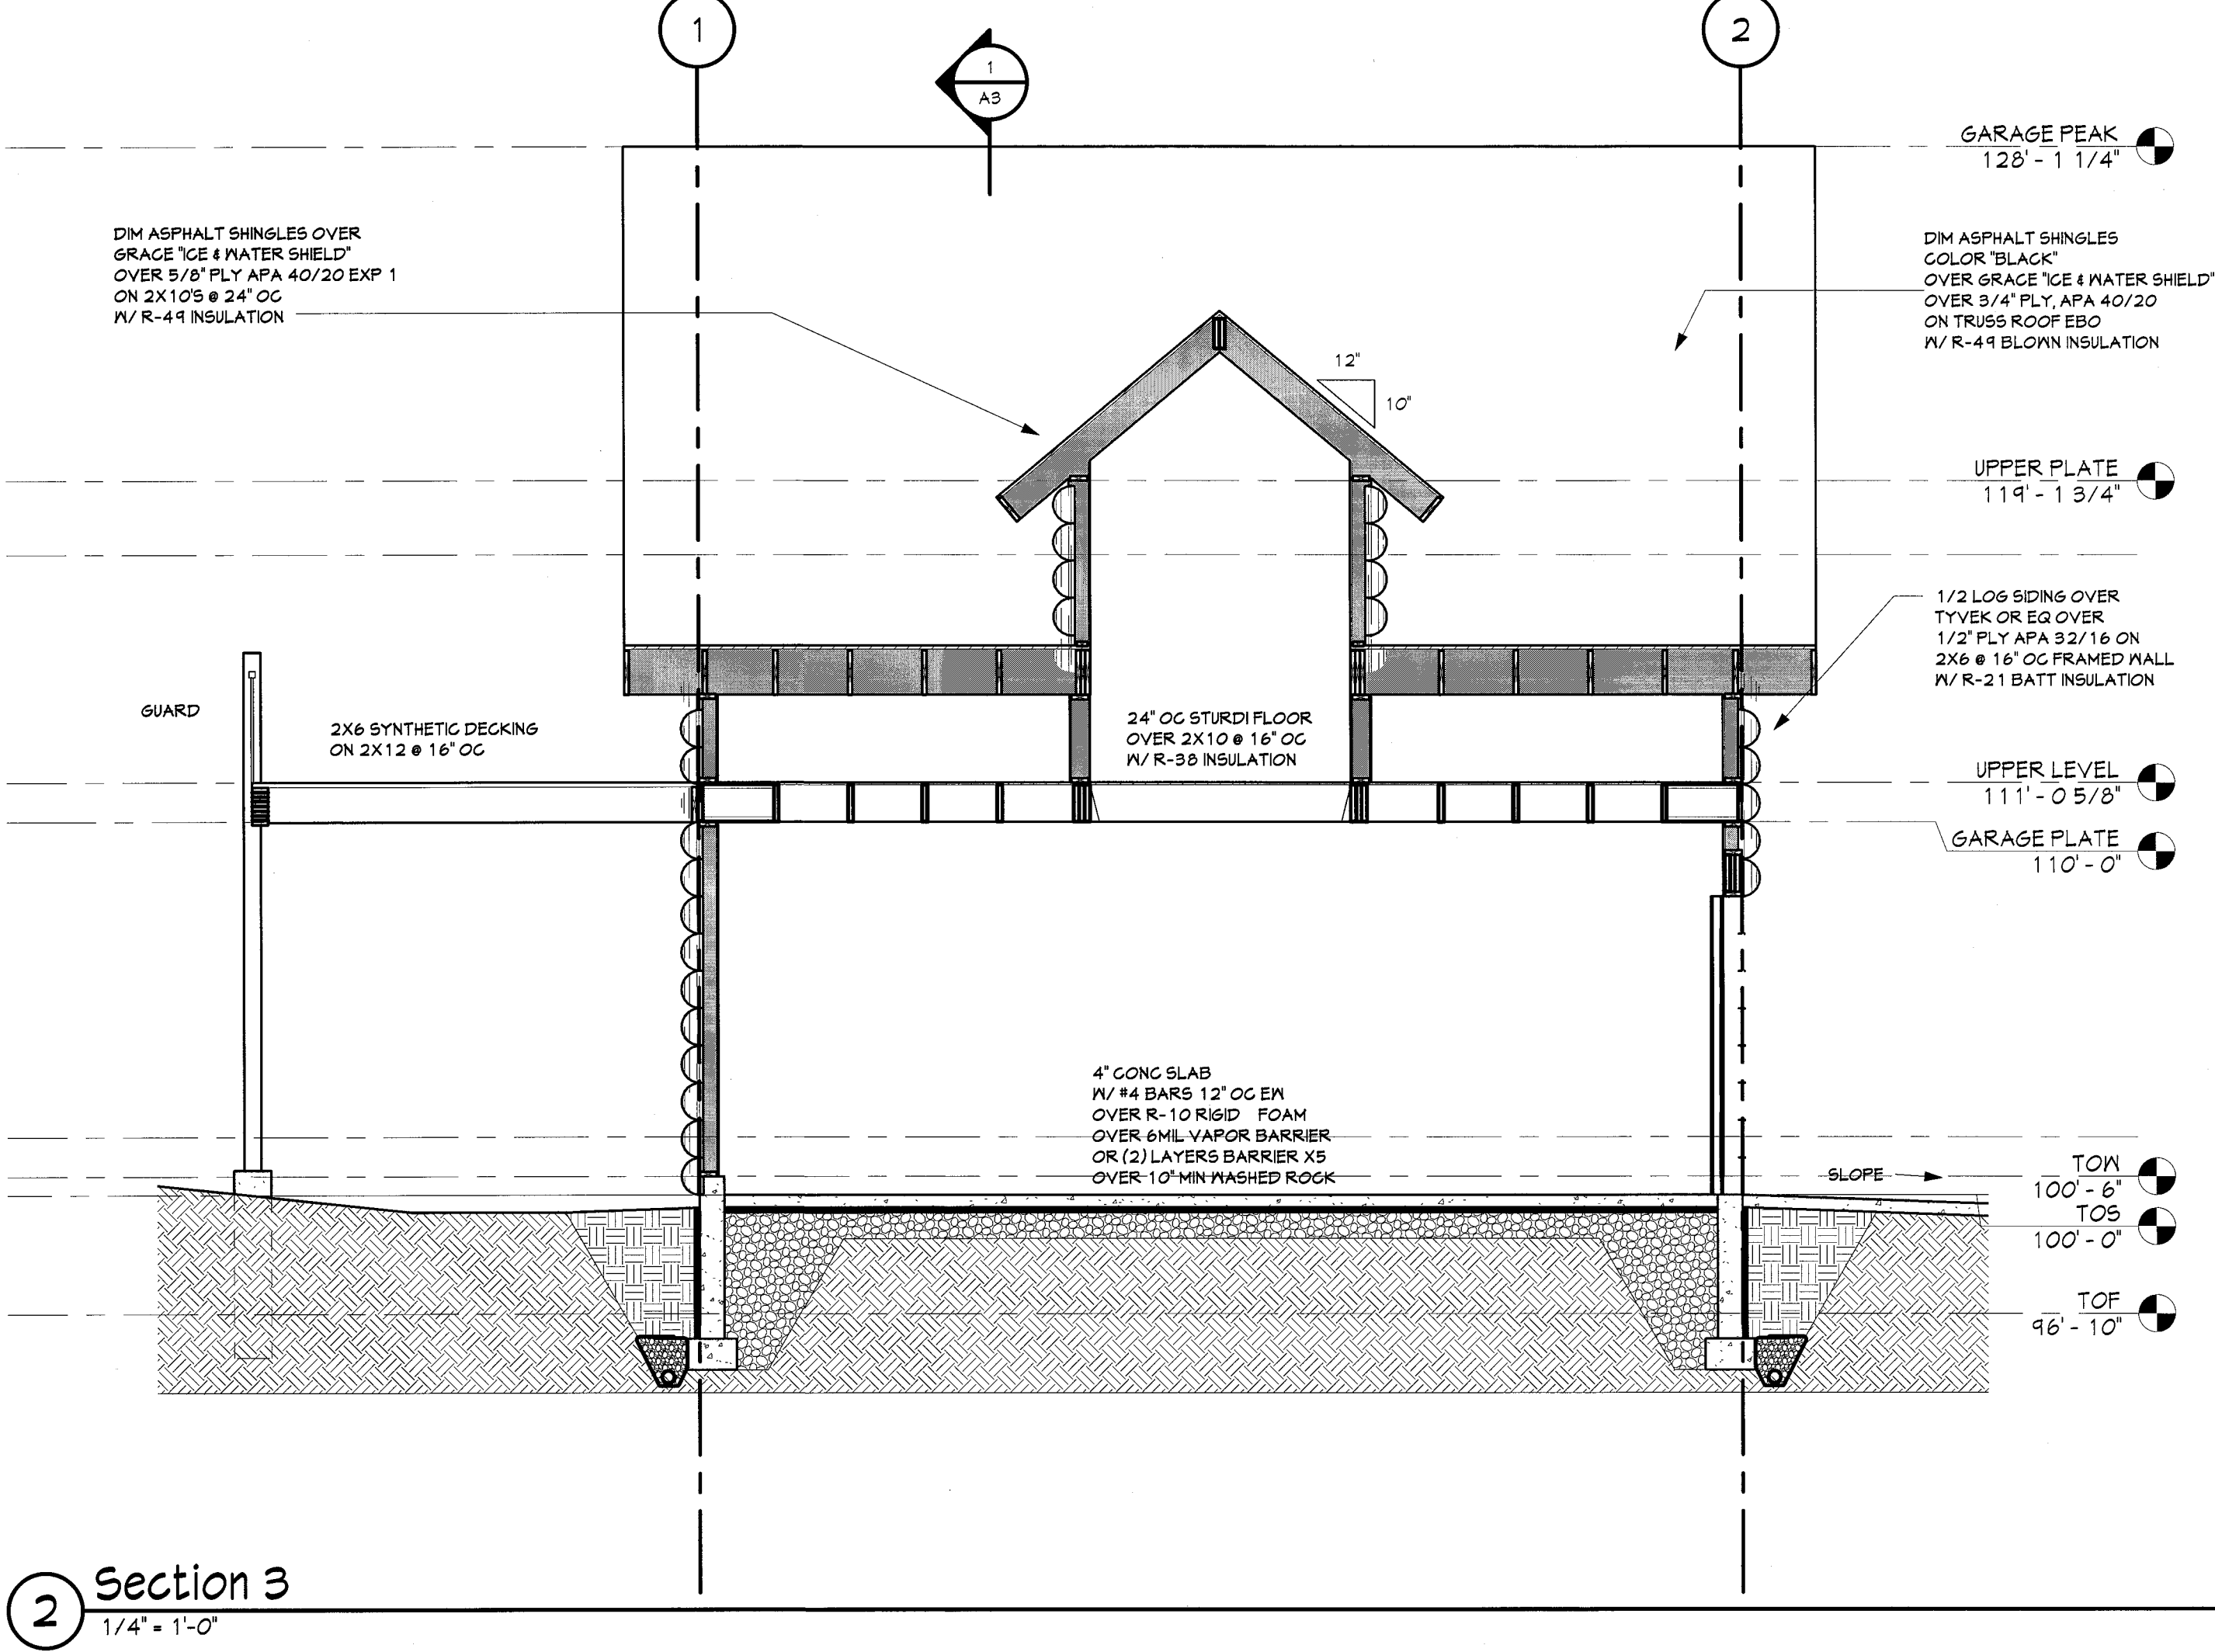 1
2
1
A3
GARAGE PEAK
128' - 1 1/4"
DIM ASPHALT SHINGLES OVER
GRACE "ICE & WATER SHIELD"
OVER 5/8" PLY APA 40/20 EXP 1
ON 2X10'S @ 24" OC
W/ R-49 INSULATION
DIM ASPHALT SHINGLES
COLOR "BLACK"
OVER GRACE "ICE & WATER SHIELD"
OVER 3/4" PLY, APA 40/20
ON TRUSS ROOF EBO
W/ R-49 BLOWN INSULATION
12"
10"
UPPER PLATE
119' - 1 3/4"
1/2 LOG SIDING OVER
TYVEK OR EQ OVER
1/2" PLY APA 32/16 ON
2X6 @ 16" OC FRAMED WALL
W/ R-21 BATT INSULATION
GUARD
2X6 SYNTHETIC DECKING
ON 2X12 @ 16" OC
24" OC STURDI FLOOR
OVER 2X10 @ 16" OC
W/ R-38 INSULATION
UPPER LEVEL
111' - 0 5/8"
GARAGE PLATE
110' - 0"
4" CONC SLAB
W/ #4 BARS 12" OC EW
OVER R-10 RIGID FOAM
OVER 6MIL VAPOR BARRIER
OR (2) LAYERS BARRIER X5
OVER 10" MIN WASHED ROCK
SLOPE
TOW
100' - 6"
TOS
100' - 0"
TOF
96' - 10"
2
Section 3
1/4" = 1'-0"